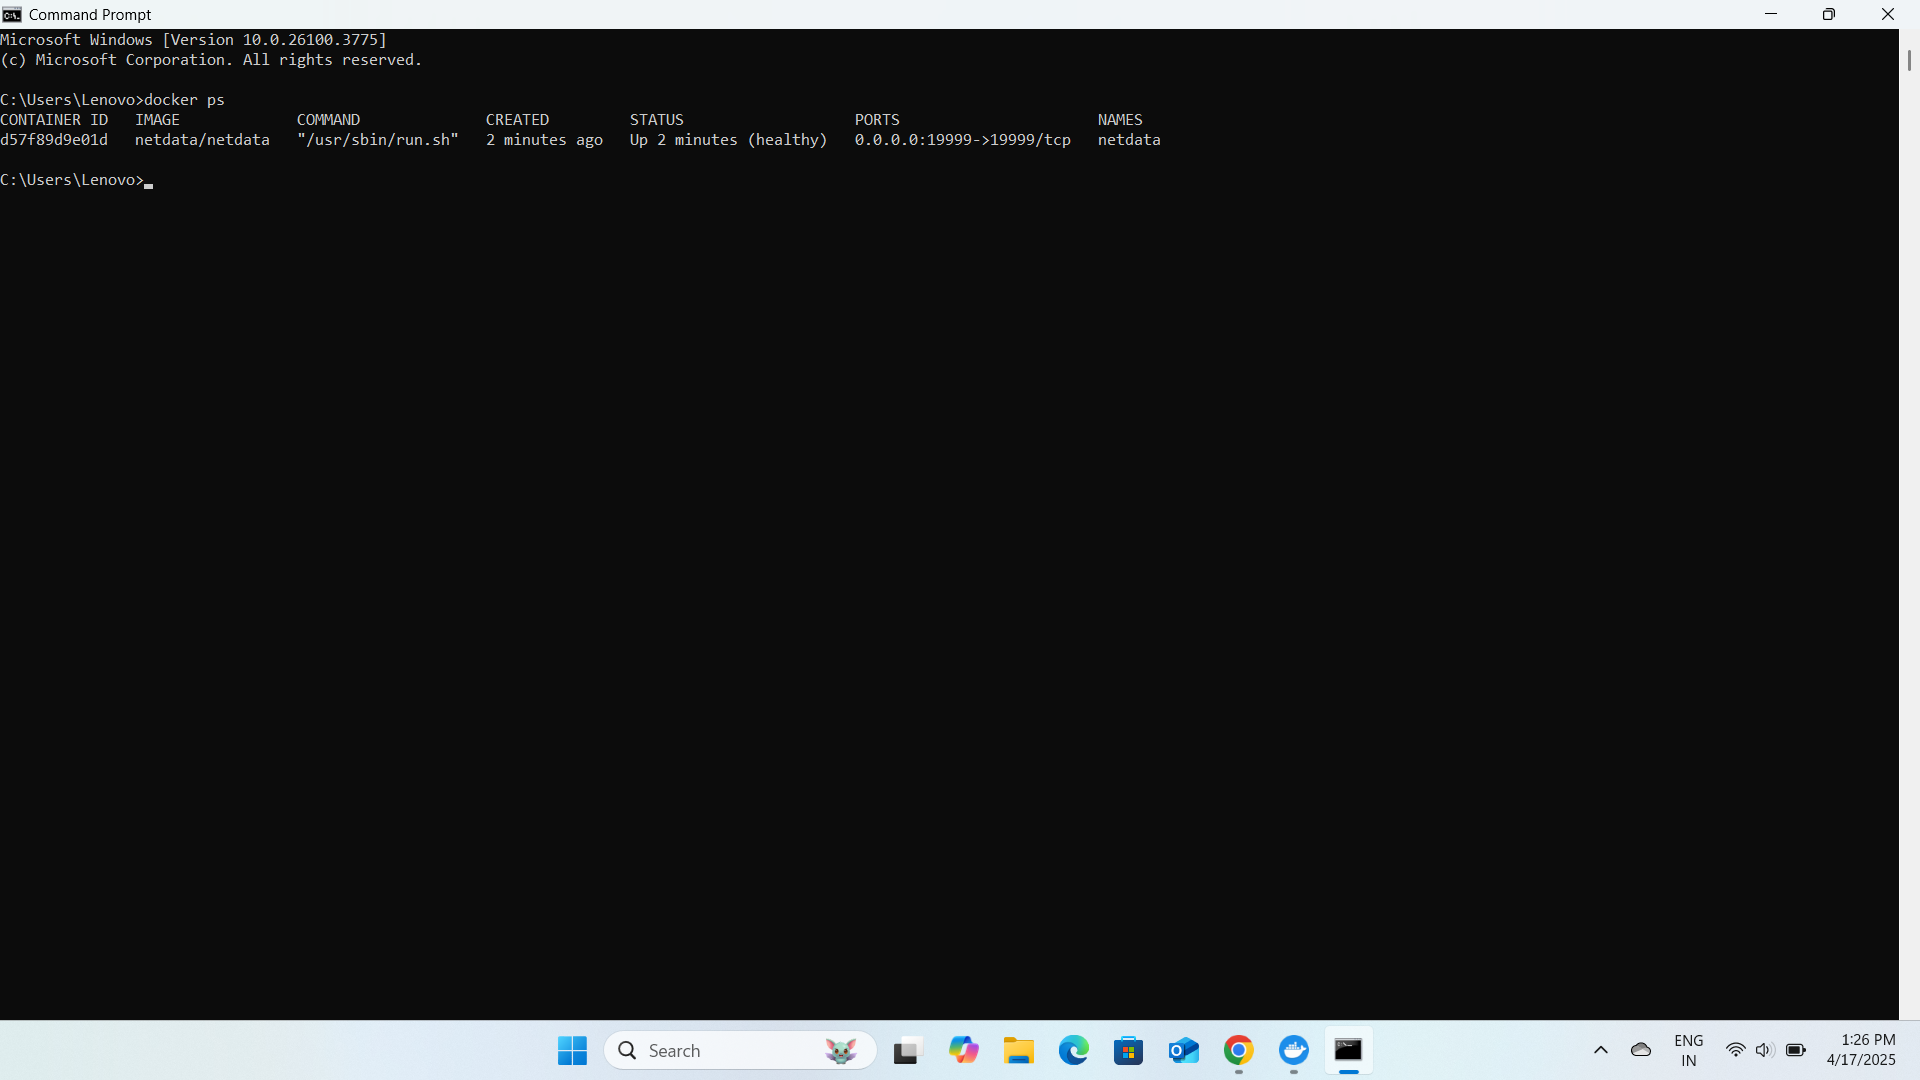 Command Prompt
Microsoft Windows [Version 10.0.26100.3775]
(c) Microsoft Corporation. All rights reserved.
C:\Users\Lenovo>docker ps
CONTAINER ID   IMAGE             COMMAND              CREATED         STATUS                   PORTS                      NAMES
d57f89d9e01d   netdata/netdata   "/usr/sbin/run.sh"   2 minutes ago   Up 2 minutes (healthy)   0.0.0.0:19999->19999/tcp   netdata
C:\Users\Lenovo>
Search
ENG
IN
1:26 PM
4/17/2025